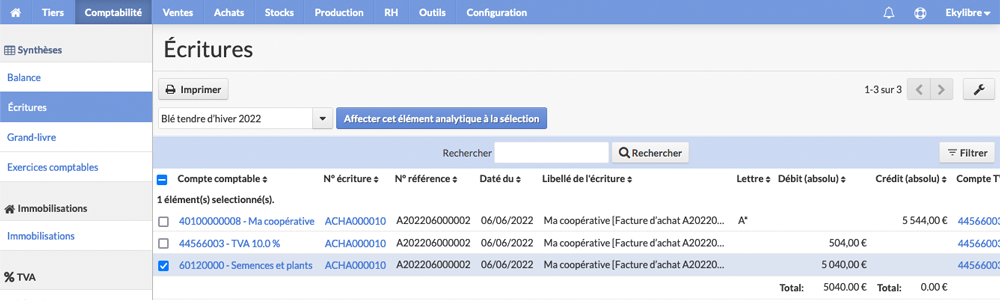 Tiers Comptabilité Ventes Achats Stocks Production RH Outils Configuration Ekylibre
Synthèses
Balance
Écritures
Grand-livre
Exercices comptables
Immobilisations
Immobilisations
TVA
Écritures
Imprimer 1-3 sur 3
Blé tendre d'hiver 2022 Affecter cet élément analytique à la sélection
Rechercher Rechercher Filtrer
Compte comptable N° écriture N° référence Daté du Libellé de l'écriture Lettre Débit (absolu) Crédit (absolu) Compte T
1 élément(s) selectionné(s).
40100000008 - Ma coopérative ACHA000010 A202206000002 06/06/2022 Ma coopérative [Facture d'achat A20220... A* 5 544,00 € 44566003
44566003 - TVA 10.0 % ACHA000010 A202206000002 06/06/2022 Ma coopérative [Facture d'achat A20220... 504,00 € 44566003
60120000 - Semences et plants ACHA000010 A202206000002 06/06/2022 Ma coopérative [Facture d'achat A20220... 5 040,00 € 44566003
Total: 5040.00 € Total: 0.00 €